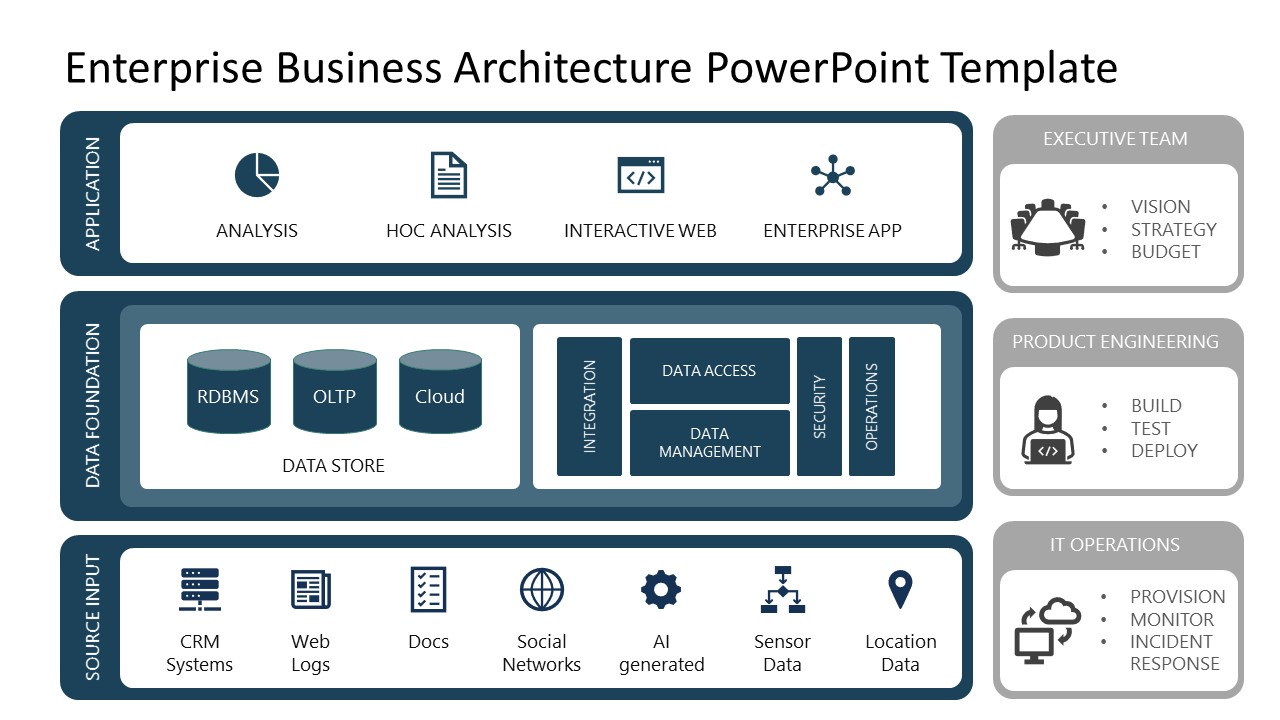 Enterprise Business Architecture PowerPoint Template
APPLICATION
ANALYSIS
HOC ANALYSIS
INTERACTIVE WEB
ENTERPRISE APP
DATA FOUNDATION
RDBMS
OLTP
Cloud
DATA STORE
INTEGRATION
DATA ACCESS
DATA
MANAGEMENT
SECURITY
OPERATIONS
SOURCE INPUT
CRM
Systems
Web
Logs
Docs
Social
Networks
AI
generated
Sensor
Data
Location
Data
EXECUTIVE TEAM
• VISION
• STRATEGY
• BUDGET
PRODUCT ENGINEERING
• BUILD
• TEST
• DEPLOY
IT OPERATIONS
• PROVISION
• MONITOR
• INCIDENT
RESPONSE